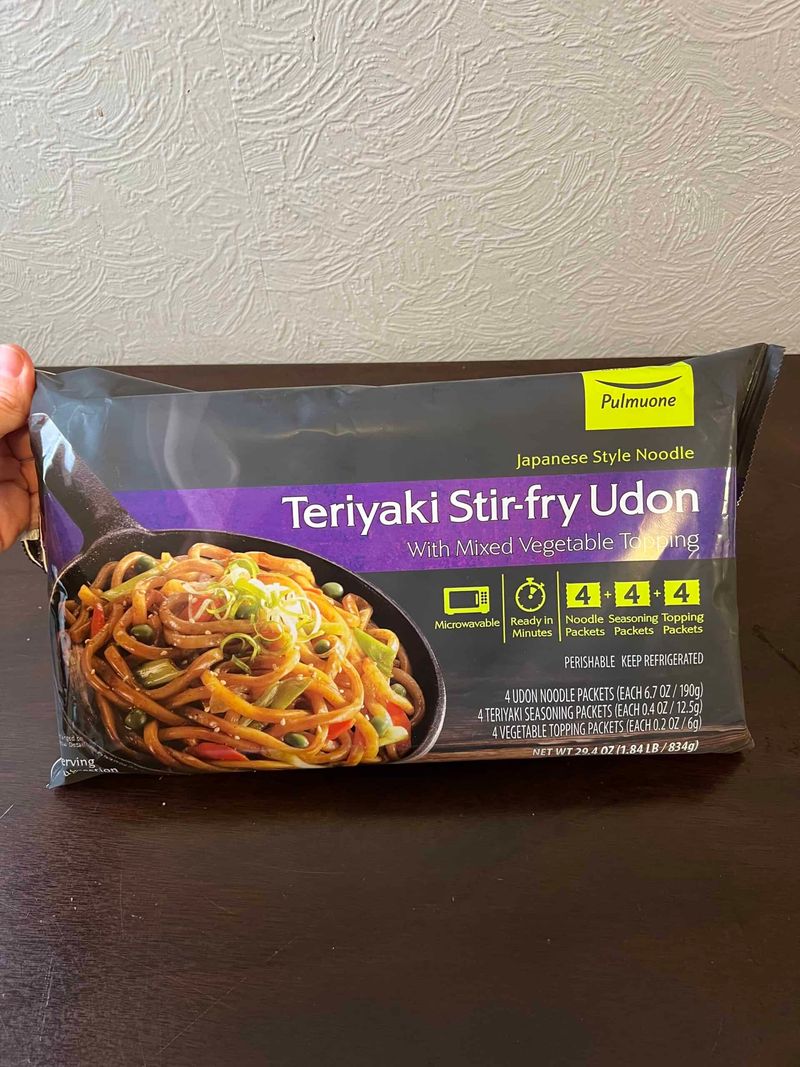 Pulmuone
Japanese Style Noodle
Teriyaki Stir-fry Udon
With Mixed Vegetable Topping
Microwavable
Ready in
Minutes
4 + 4 + 4
Noodle Seasoning Topping
Packets Packets Packets
PERISHABLE KEEP REFRIGERATED
4 UDON NOODLE PACKETS (EACH 6.7 OZ / 190g)
4 TERIYAKI SEASONING PACKETS (EACH 0.4 OZ / 12.5g)
4 VEGETABLE TOPPING PACKETS (EACH 0.2 OZ / 6g)
NET WT 29.4 OZ (1.84 LB / 834g)